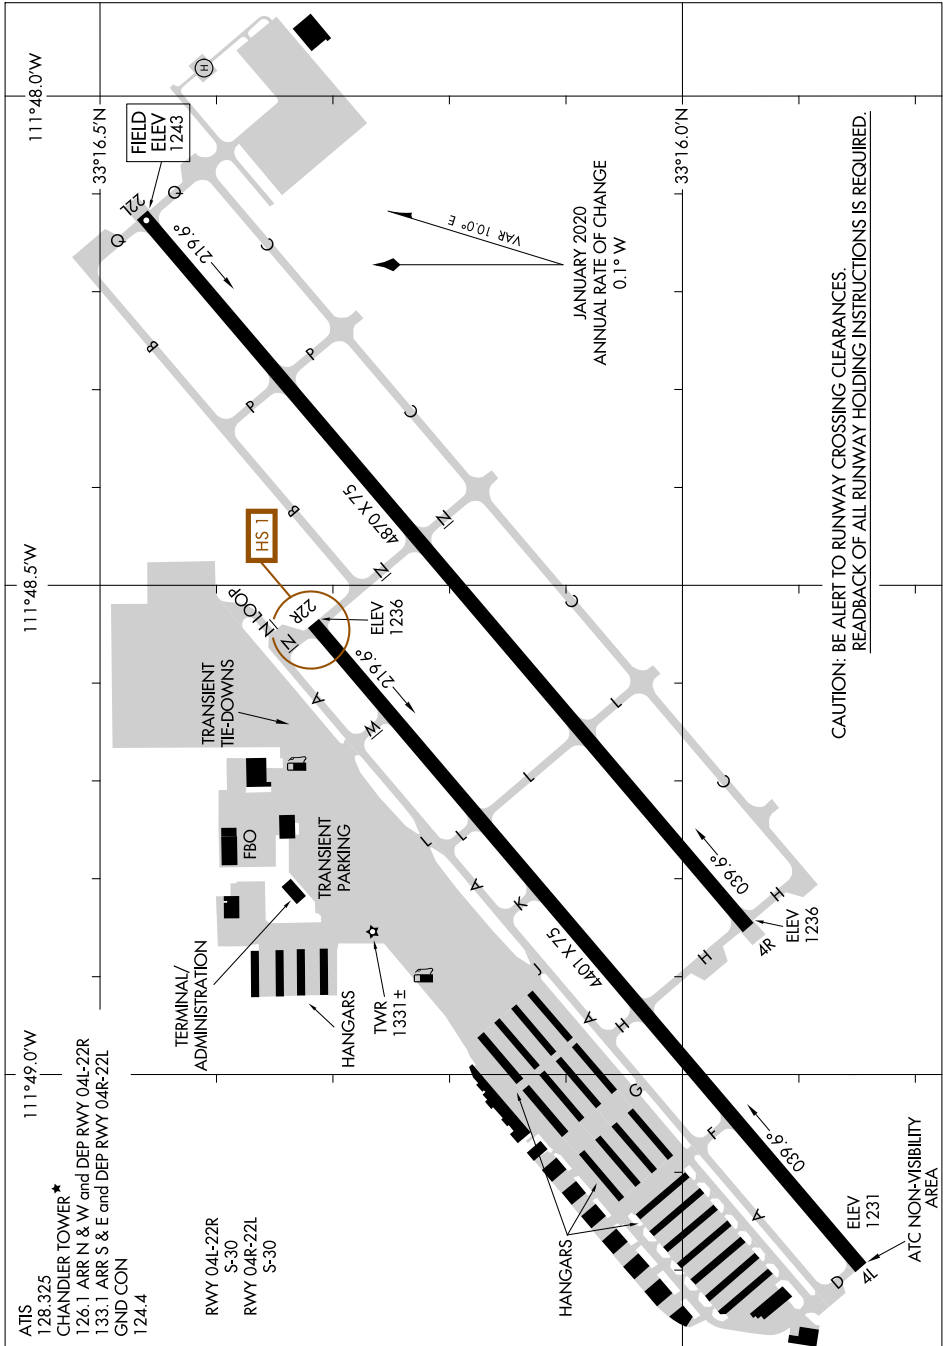 ATIS
128.325
CHANDLER TOWER★
126.1 ARR N & W and DEP RWY 04L-22R
133.1 ARR S & E and DEP RWY 04R-22L
GND CON
124.4
RWY 04L-22R
S-30
RWY 04R-22L
S-30
111°49.0'W
111°48.5'W
111°48.0'W
33°16.5'N
33°16.0'N
FIELD
ELEV
1243
H
22L
Q
Q
219.6°
C
B
P
P
C
B
4870 X 75
N
N
C
HS 1
N LOOP
N
22R
ELEV
1236
219.6°
A
M
TRANSIENT
TIE-DOWNS
FBO
TRANSIENT
PARKING
TERMINAL/
ADMINISTRATION
HANGARS
TWR
1331±
L
L
L
L
C
A
K
J
4401 X 75
A
H
H
H
039.6°
4R
ELEV
1236
G
F
A
039.6°
HANGARS
D
4L
ELEV
1231
ATC NON-VISIBILITY
AREA
VAR 10.0° E
JANUARY 2020
ANNUAL RATE OF CHANGE
0.1° W
CAUTION: BE ALERT TO RUNWAY CROSSING CLEARANCES.
READBACK OF ALL RUNWAY HOLDING INSTRUCTIONS IS REQUIRED.